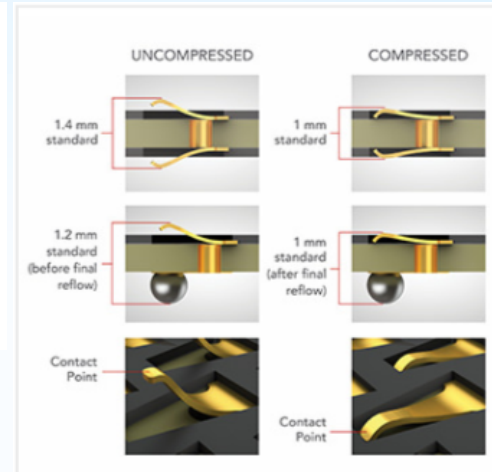 UNCOMPRESSED
COMPRESSED
1.4 mm
standard
1 mm
standard
1.2 mm
standard
(before final
reflow)
1 mm
standard
(after final
reflow)
Contact
Point
Contact
Point